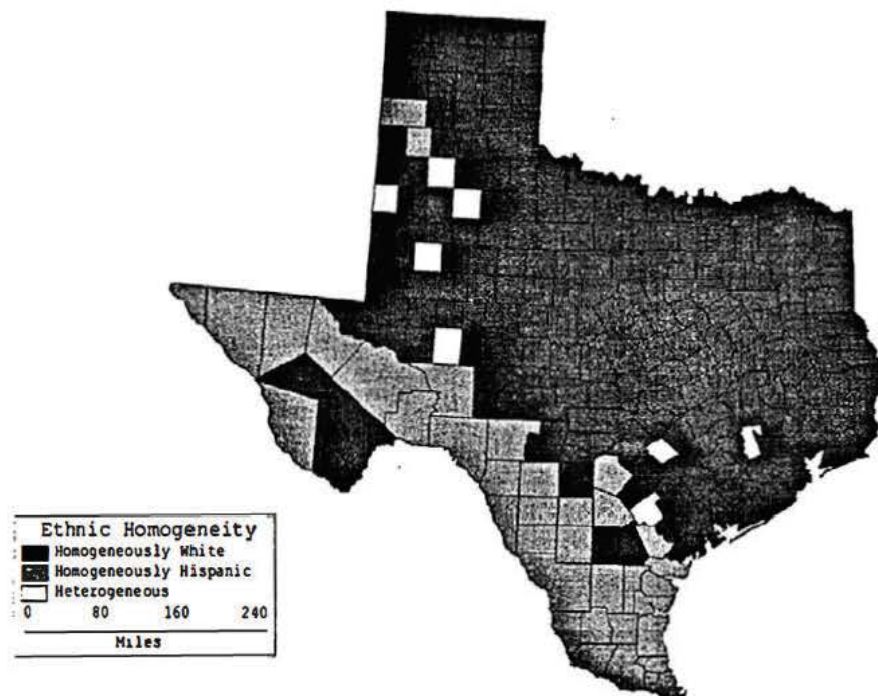 Ethnic Homogeneity
Homogeneously White
Homogeneously Hispanic
Heterogeneous
0 80 160 240
Miles